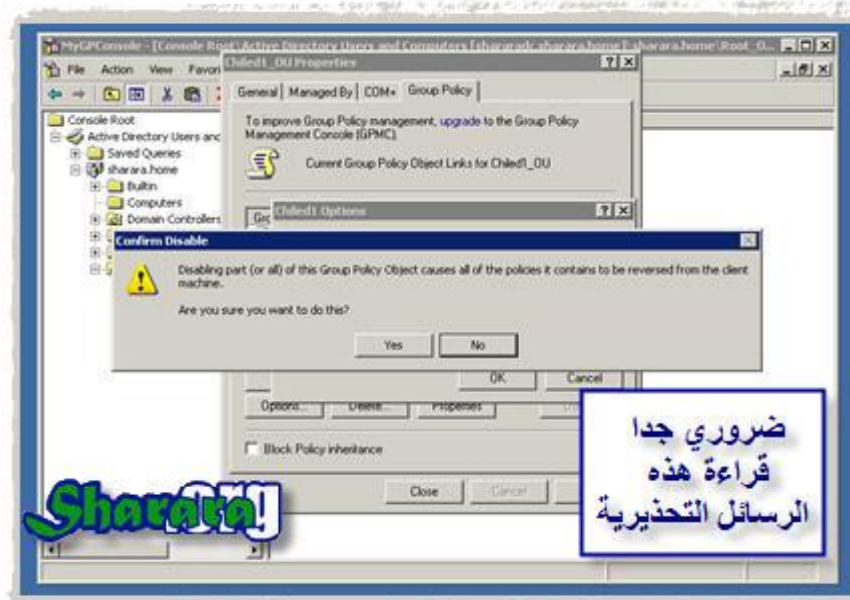 MyGPConsole - [Console Root\Active Directory Users and Computers [shararadc.sharara.home]\sharara.home\Root_O...
File Action View Favori
Chiled1_OU Properties
General Managed By COM+ Group Policy
To improve Group Policy management, upgrade to the Group Policy
Management Console (GPMC).
Current Group Policy Object Links for Chiled1_OU
Console Root
Active Directory Users and
Saved Queries
sharara.home
Builtin
Computers
Domain Controllers
Chiled1 Options
Confirm Disable
Disabling part (or all) of this Group Policy Object causes all of the policies it contains to be reversed from the client
machine.
Are you sure you want to do this?
Yes No
OK Cancel
Options... Delete... Properties
Block Policy inheritance
Close Cancel
ضروري جدا
قراءة هذه
الرسائل التحذيرية
Sharara
.org